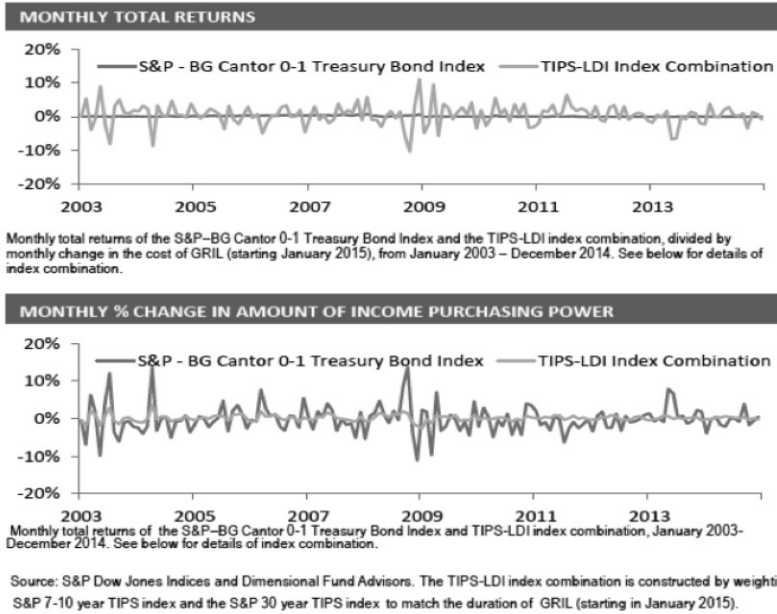 MONTHLY TOTAL RETURNS
20%
S&P - BG Cantor 0-1 Treasury Bond Index TIPS-LDI Index Combination
10%
0%
-10%
-20%
2003 2005 2007 2009 2011 2013
Monthly total returns of the S&P–BG Cantor 0-1 Treasury Bond Index and the TIPS-LDI index combination, divided by
monthly change in the cost of GRIL (starting January 2015), from January 2003 – December 2014. See below for details of
index combination.
MONTHLY % CHANGE IN AMOUNT OF INCOME PURCHASING POWER
20%
S&P - BG Cantor 0-1 Treasury Bond Index TIPS-LDI Index Combination
10%
0%
-10%
-20%
2003 2005 2007 2009 2011 2013
Monthly total returns of the S&P–BG Cantor 0-1 Treasury Bond Index and TIPS-LDI index combination, January 2003-
December 2014. See below for details of index combination.
Source: S&P Dow Jones Indices and Dimensional Fund Advisors. The TIPS-LDI index combination is constructed by weighti
S&P 7-10 year TIPS index and the S&P 30 year TIPS index to match the duration of GRIL (starting in January 2015).